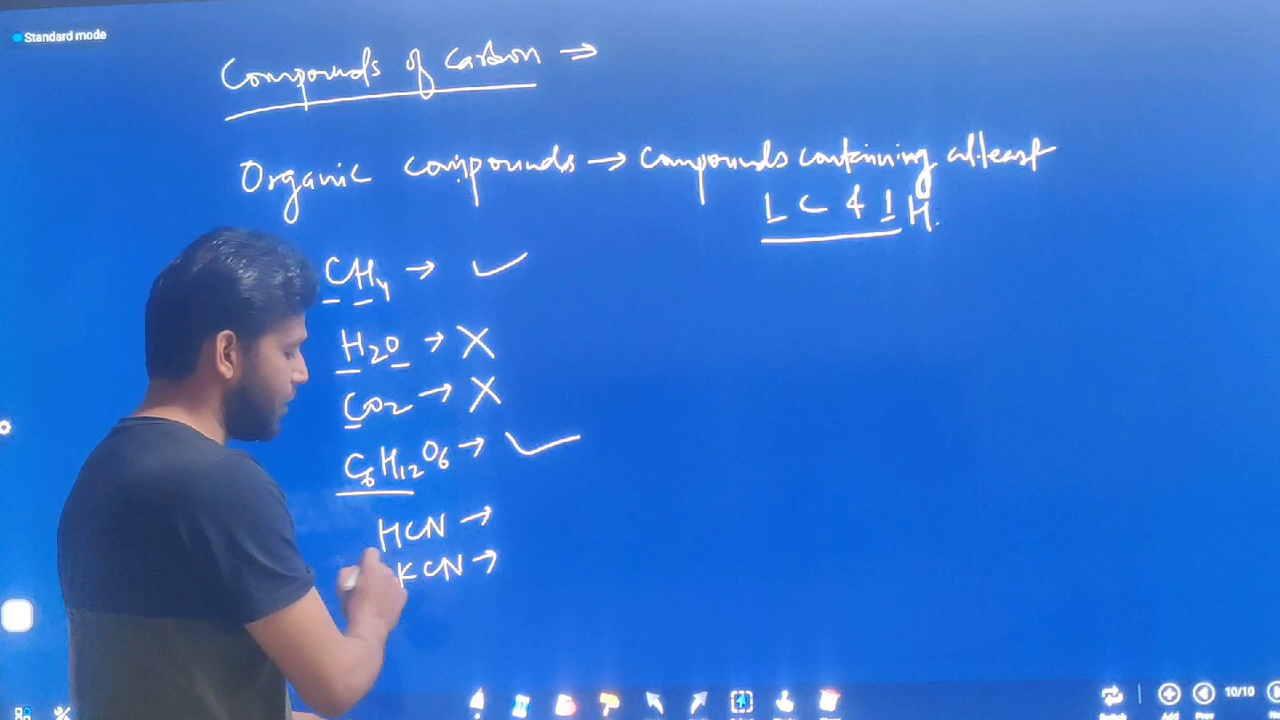 Standard mode
Compounds of Carbon →
Organic compounds → Compounds containing atleast
1 C & 1 H.
CH4 → ✓
H2O → X
CO2 → X
C6H12O6 → ✓
HCN →
KCN →
10/10